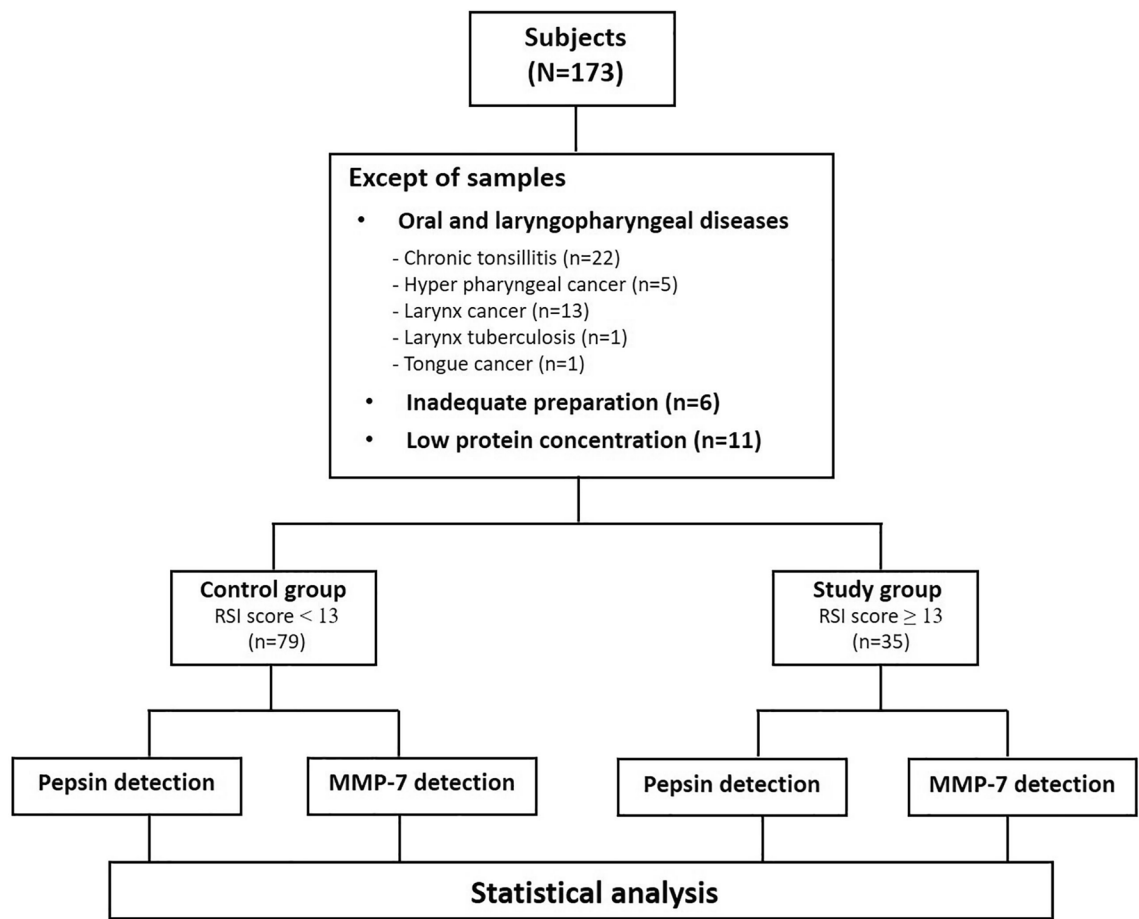 Subjects
(N=173)
Except of samples
• Oral and laryngopharyngeal diseases
- Chronic tonsillitis (n=22)
- Hyper pharyngeal cancer (n=5)
- Larynx cancer (n=13)
- Larynx tuberculosis (n=1)
- Tongue cancer (n=1)
• Inadequate preparation (n=6)
• Low protein concentration (n=11)
Control group
RSI score < 13
(n=79)
Study group
RSI score ≥ 13
(n=35)
Pepsin detection
MMP-7 detection
Pepsin detection
MMP-7 detection
Statistical analysis